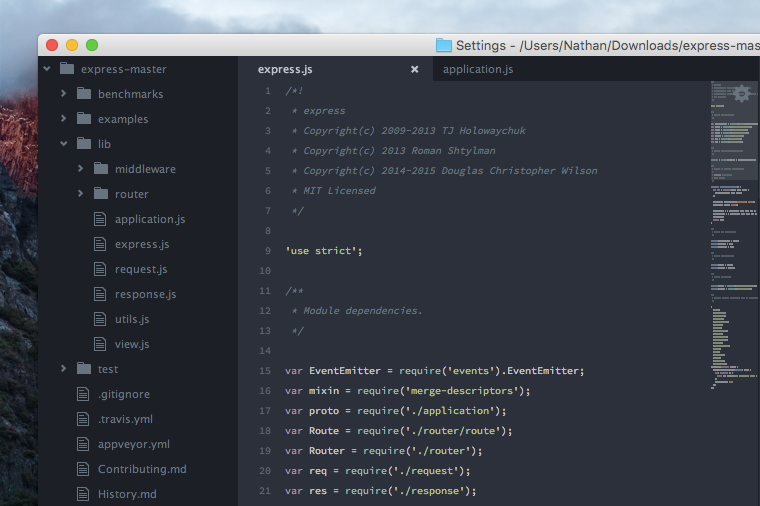 Settings - /Users/Nathan/Downloads/express-mas
express-master
benchmarks
examples
lib
middleware
router
application.js
express.js
request.js
response.js
utils.js
view.js
test
.gitignore
.travis.yml
appveyor.yml
Contributing.md
History.md
express.js
application.js
1 /*!
2 * express
3 * Copyright(c) 2009-2013 TJ Holowaychuk
4 * Copyright(c) 2013 Roman Shtylman
5 * Copyright(c) 2014-2015 Douglas Christopher Wilson
6 * MIT Licensed
7 */
8
9 'use strict';
10
11 /**
12 * Module dependencies.
13 */
14
15 var EventEmitter = require('events').EventEmitter;
16 var mixin = require('merge-descriptors');
17 var proto = require('./application');
18 var Route = require('./router/route');
19 var Router = require('./router');
20 var req = require('./request');
21 var res = require('./response');